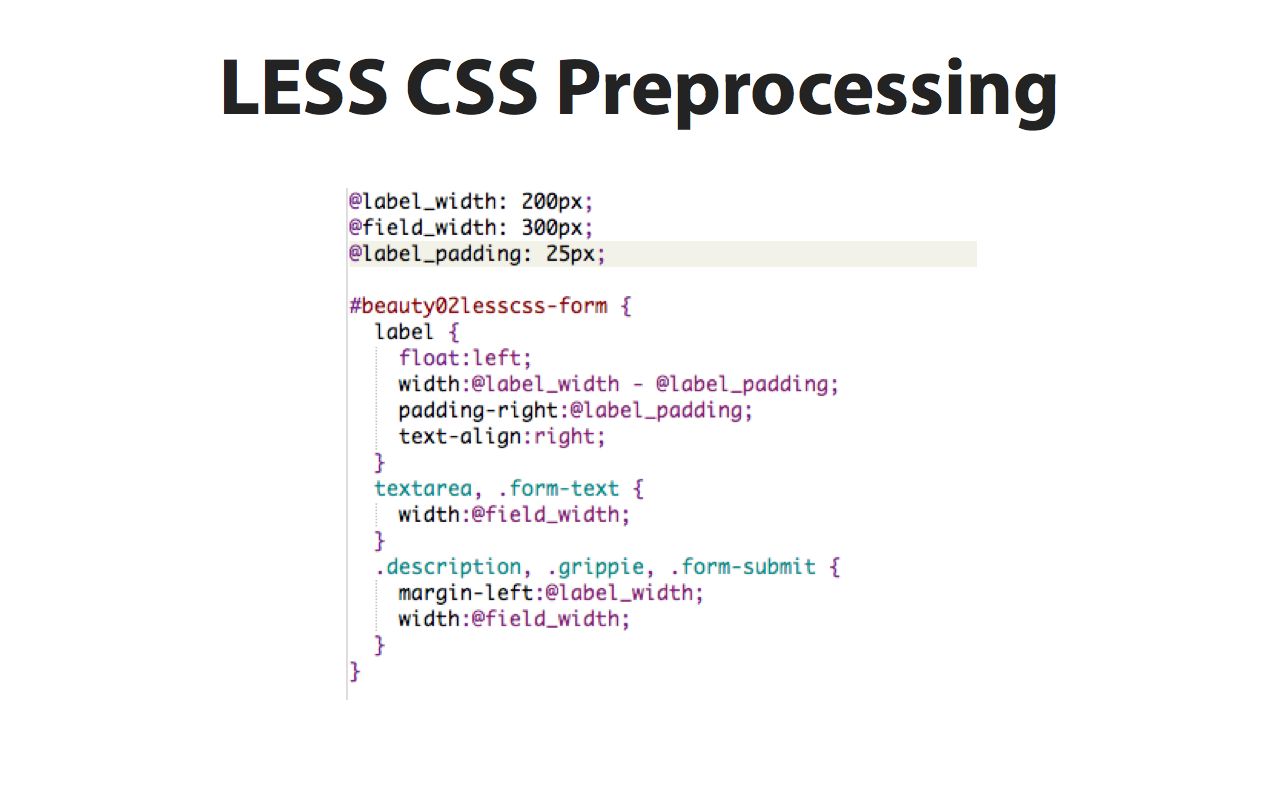 LESS CSS Preprocessing
@label_width: 200px;
@field_width: 300px;
@label_padding: 25px;
#beauty02lesscss-form {
label {
float:left;
width:@label_width - @label_padding;
padding-right:@label_padding;
text-align:right;
}
textarea, .form-text {
width:@field_width;
}
.description, .grippie, .form-submit {
margin-left:@label_width;
width:@field_width;
}
}